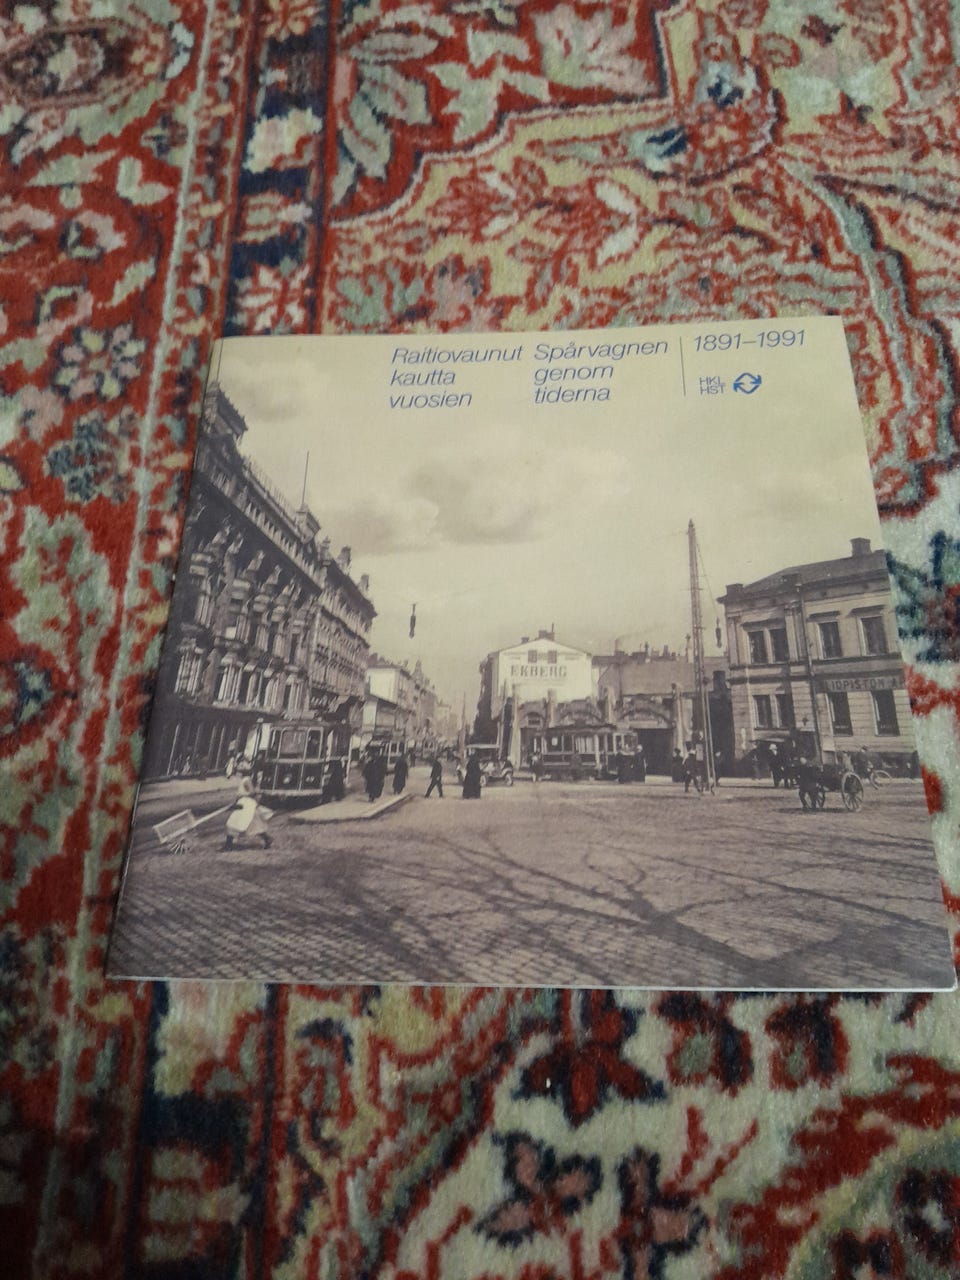 Raitiovaunut
kautta
vuosien
Spårvagnen
genom
tiderna
1891–1991
HKL
HST
EKBERG